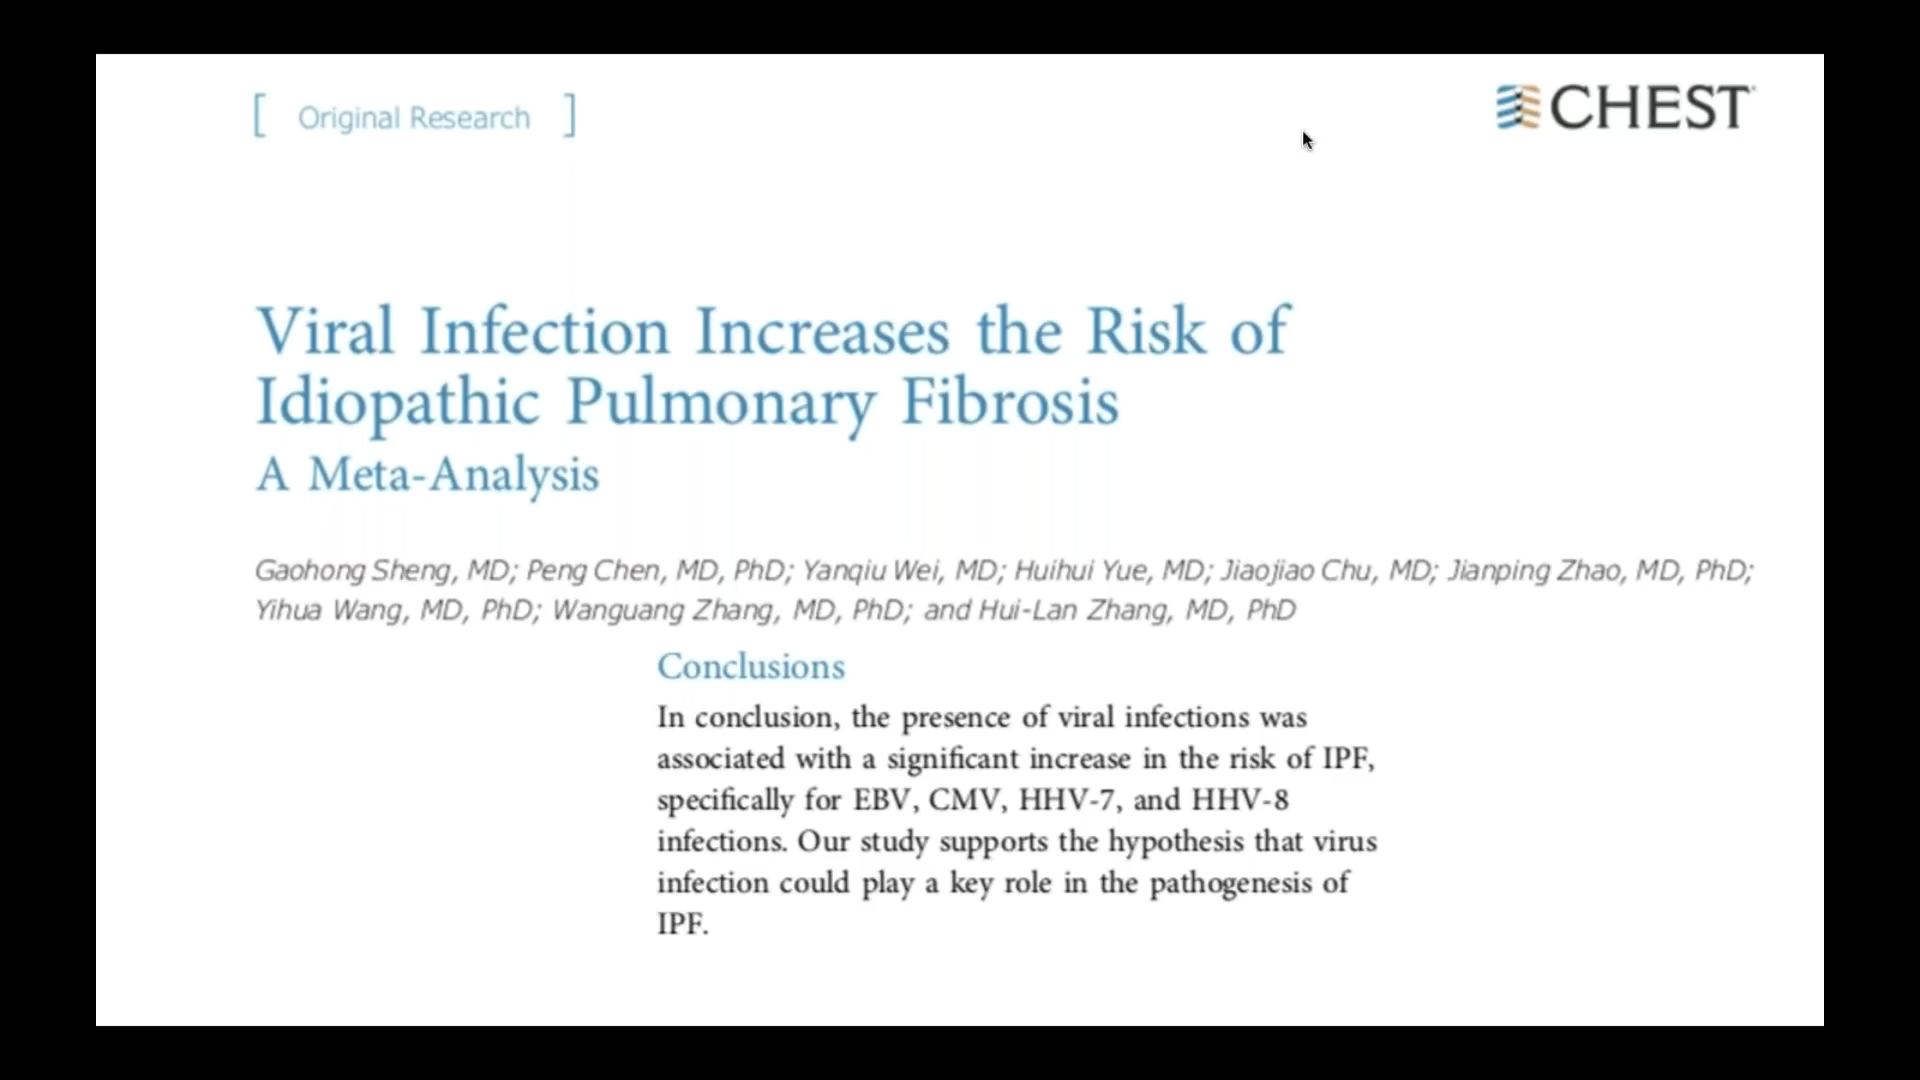 [ Original Research ]
CHEST
Viral Infection Increases the Risk of
Idiopathic Pulmonary Fibrosis
A Meta-Analysis
Gaohong Sheng, MD; Peng Chen, MD, PhD; Yanqiu Wei, MD; Huihui Yue, MD; Jiaojiao Chu, MD; Jianping Zhao, MD, PhD;
Yihua Wang, MD, PhD; Wanguang Zhang, MD, PhD; and Hui-Lan Zhang, MD, PhD
Conclusions
In conclusion, the presence of viral infections was
associated with a significant increase in the risk of IPF,
specifically for EBV, CMV, HHV-7, and HHV-8
infections. Our study supports the hypothesis that virus
infection could play a key role in the pathogenesis of
IPF.